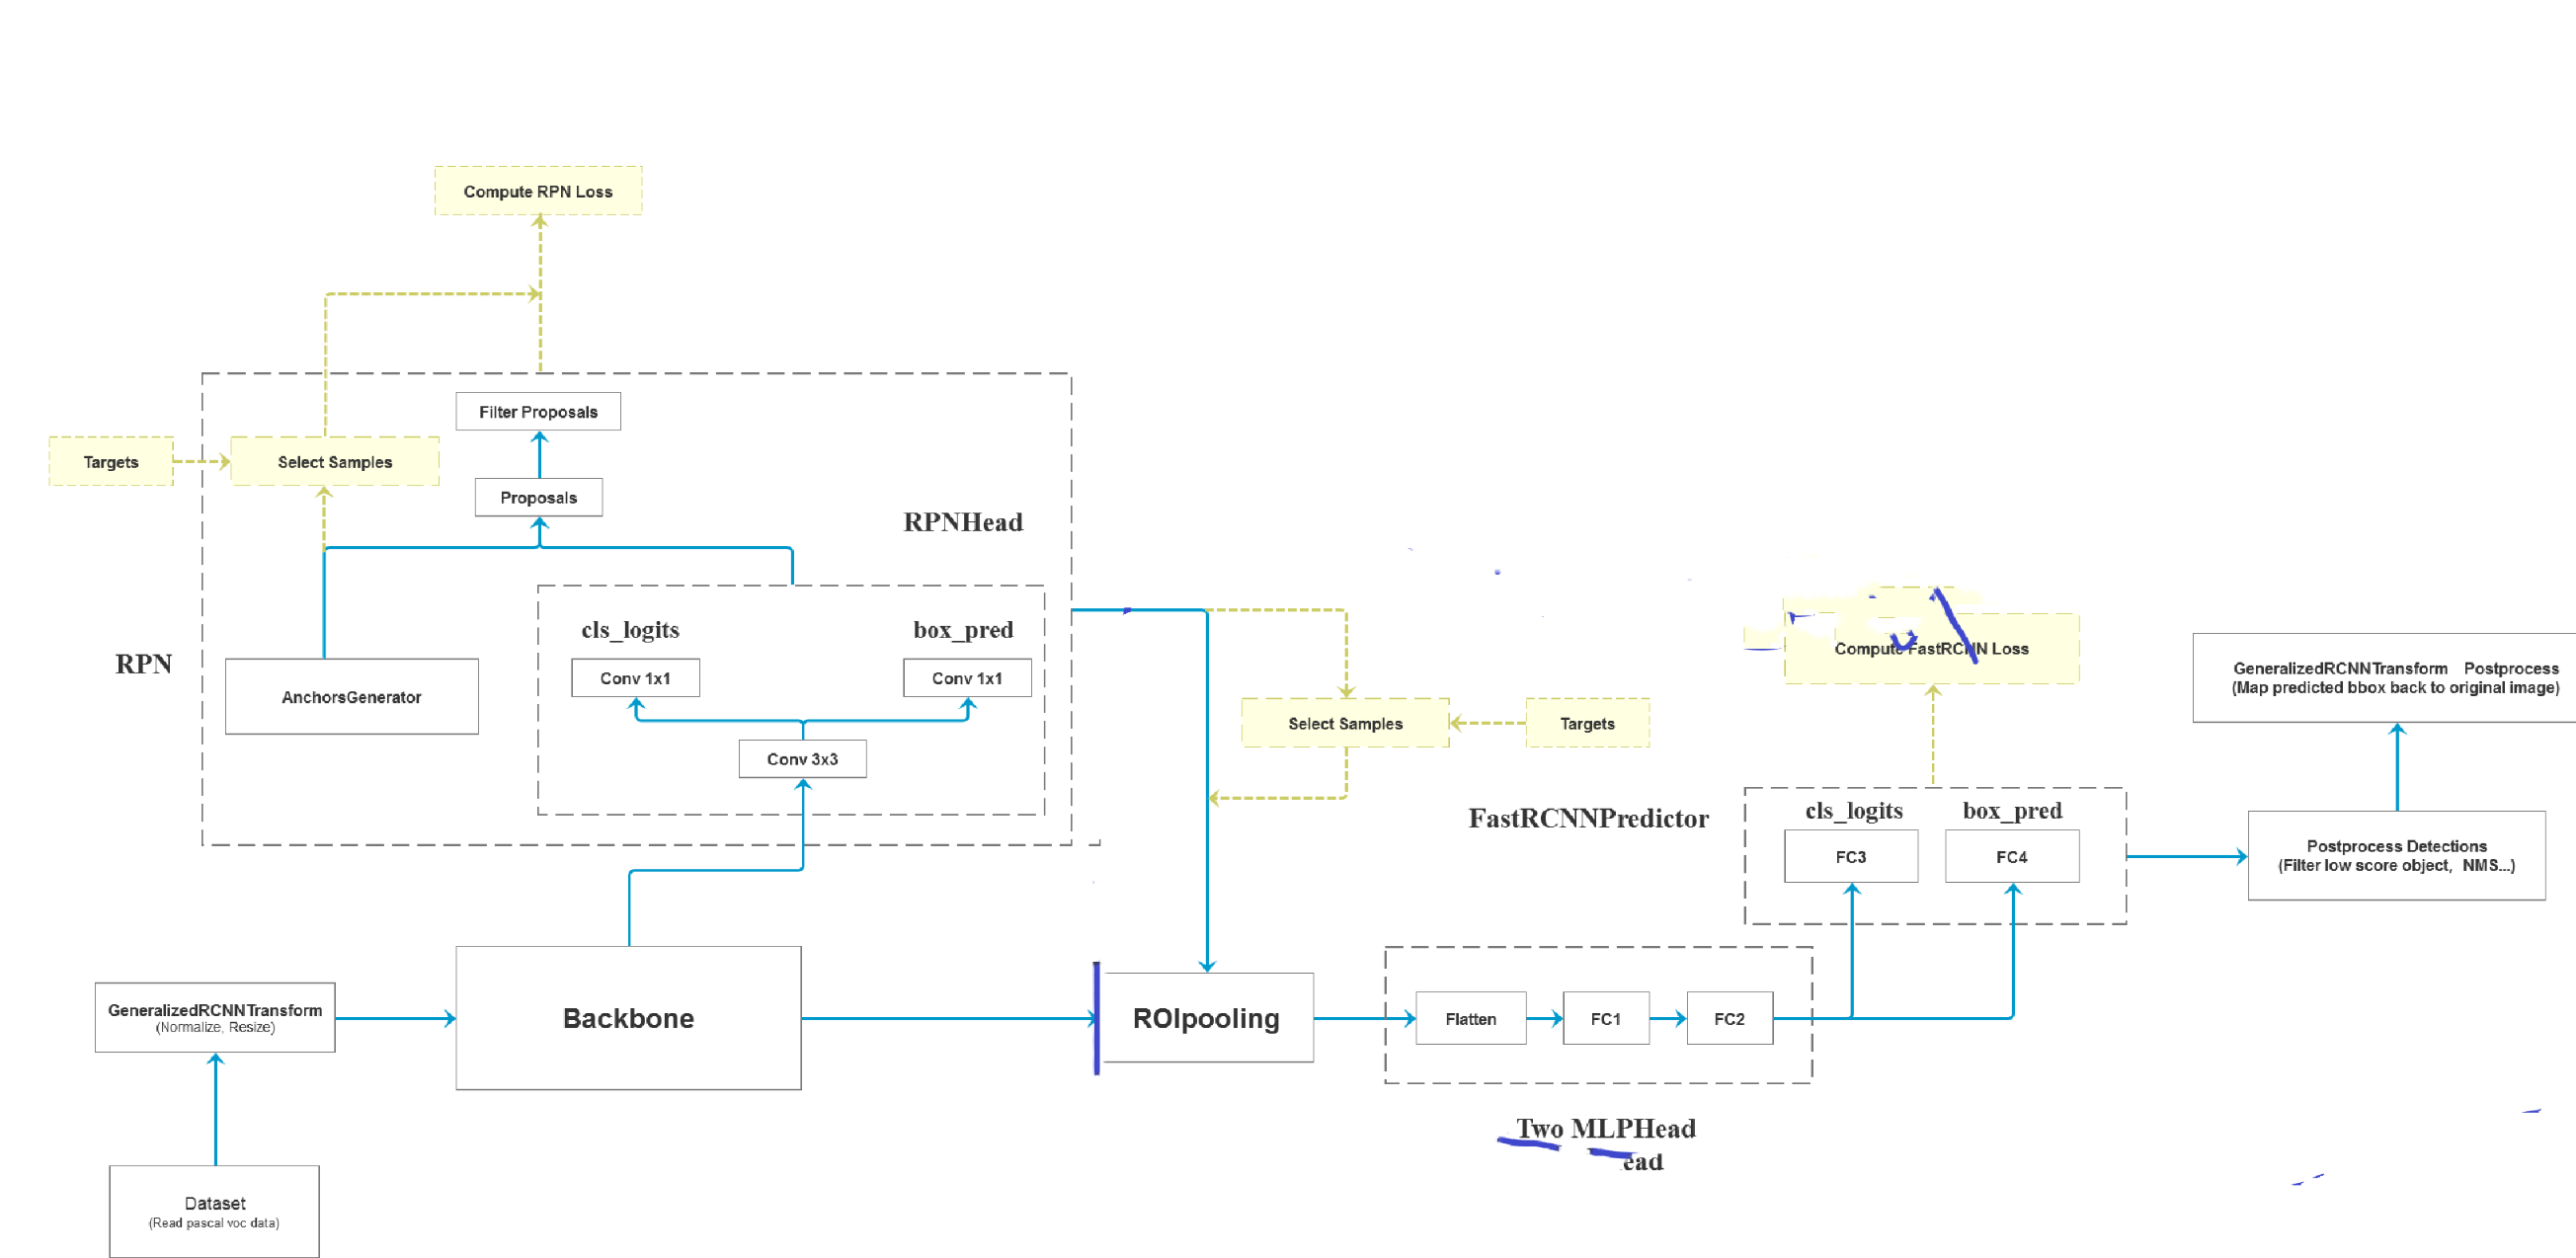 Compute RPN Loss
Filter Proposals
Targets
Select Samples
Proposals
RPNHead
cls_logits
box_pred
RPN
Conv 1x1
Conv 1x1
AnchorsGenerator
Conv 3x3
Compute FastRCNN Loss
GeneralizedRCNNTransform Postprocess
(Map predicted bbox back to original image)
Select Samples
Targets
FastRCNNPredictor
cls_logits
box_pred
FC3
FC4
Postprocess Detections
(Filter low score object, NMS...)
GeneralizedRCNNTransform
(Normalize, Resize)
Backbone
ROIpooling
Flatten
FC1
FC2
Two MLPHead
ead
Dataset
(Read pascal voc data)